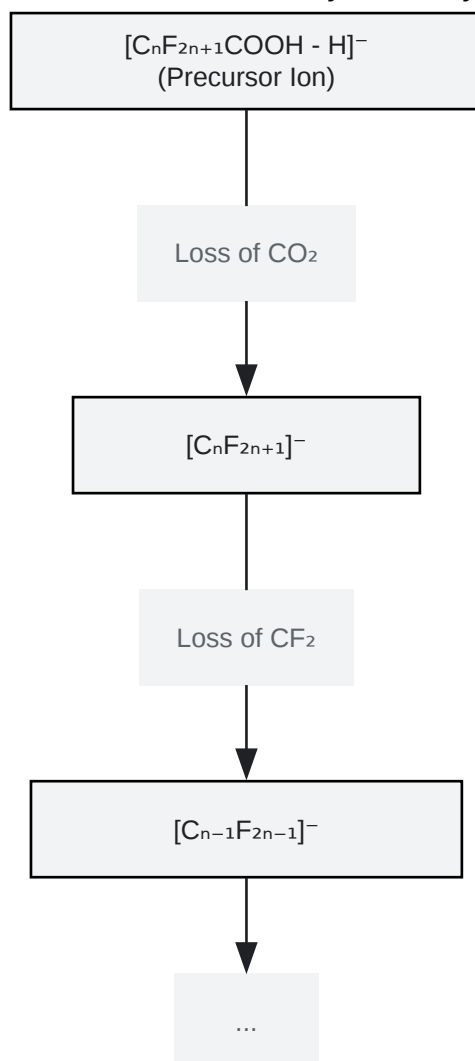 [CₙF₂ₙ₊₁COOH - H]⁻
(Precursor Ion)
Loss of CO₂
[CₙF₂ₙ₊₁]⁻
Loss of CF₂
[Cₙ₋₁F₂ₙ₋₁]⁻
...